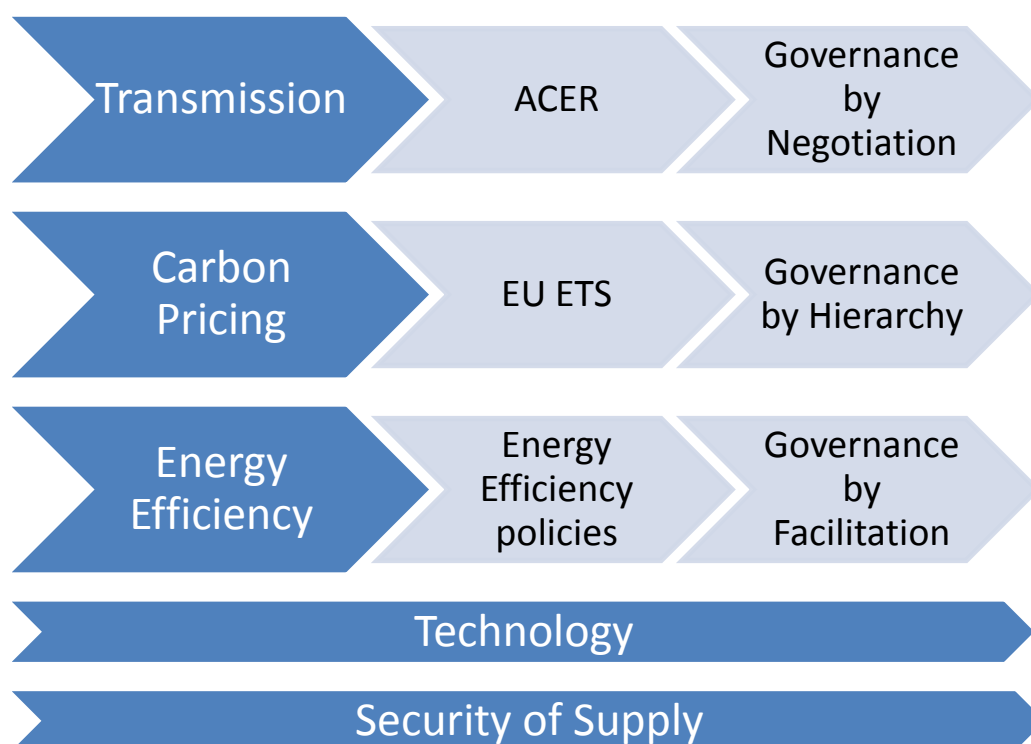 Transmission
ACER
Governance
by
Negotiation
Carbon
Pricing
EU ETS
Governance
by Hierarchy
Energy
Efficiency
Energy
Efficiency
policies
Governance
by
Facilitation
Technology
Security of Supply